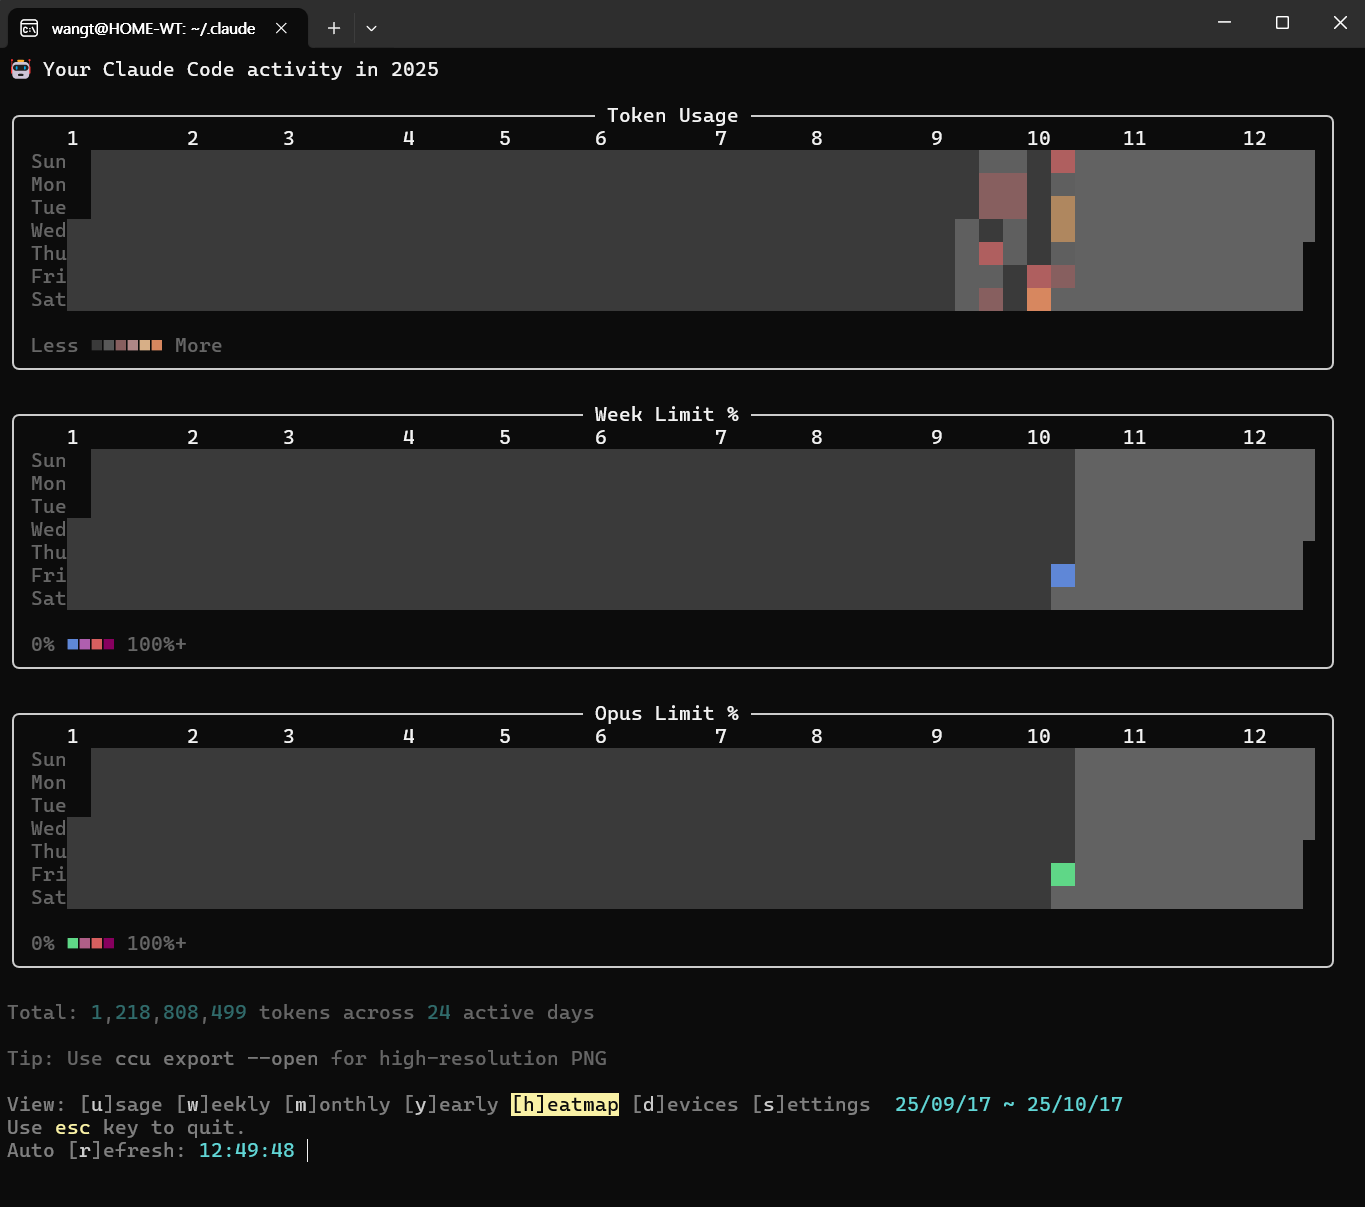 wangt@HOME-WT: ~/.claude
Your Claude Code activity in 2025
Token Usage
1 2 3 4 5 6 7 8 9 10 11 12
Sun
Mon
Tue
Wed
Thu
Fri
Sat
Less More
Week Limit %
1 2 3 4 5 6 7 8 9 10 11 12
Sun
Mon
Tue
Wed
Thu
Fri
Sat
0% 100%+
Opus Limit %
1 2 3 4 5 6 7 8 9 10 11 12
Sun
Mon
Tue
Wed
Thu
Fri
Sat
0% 100%+
Total: 1,218,808,499 tokens across 24 active days
Tip: Use ccu export --open for high-resolution PNG
View: [u]sage [w]eekly [m]onthly [y]early [h]eatmap [d]evices [s]ettings 25/09/17 ~ 25/10/17
Use esc key to quit.
Auto [r]efresh: 12:49:48